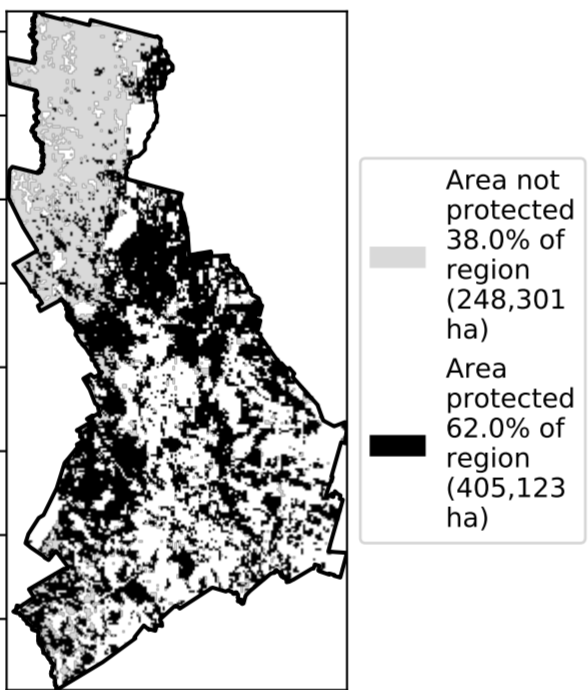 Area not
protected
38.0% of
region
(248,301
ha)
Area
protected
62.0% of
region
(405,123
ha)